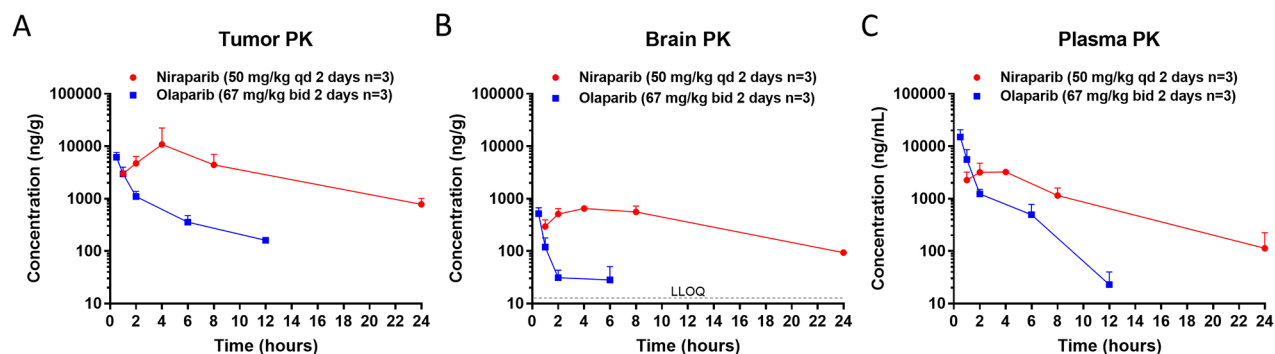 A
Tumor PK
Niraparib (50 mg/kg qd 2 days n=3)
Olaparib (67 mg/kg bid 2 days n=3)
100000
10000
1000
100
10
Concentration (ng/g)
0 2 4 6 8 10 12 14 16 18 20 22 24
Time (hours)
B
Brain PK
Niraparib (50 mg/kg qd 2 days n=3)
Olaparib (67 mg/kg bid 2 days n=3)
100000
10000
1000
100
10
Concentration (ng/g)
LLOQ
0 2 4 6 8 10 12 14 16 18 20 22 24
Time (hours)
C
Plasma PK
Niraparib (50 mg/kg qd 2 days n=3)
Olaparib (67 mg/kg bid 2 days n=3)
100000
10000
1000
100
10
Concentration (ng/mL)
0 2 4 6 8 10 12 14 16 18 20 22 24
Time (hours)